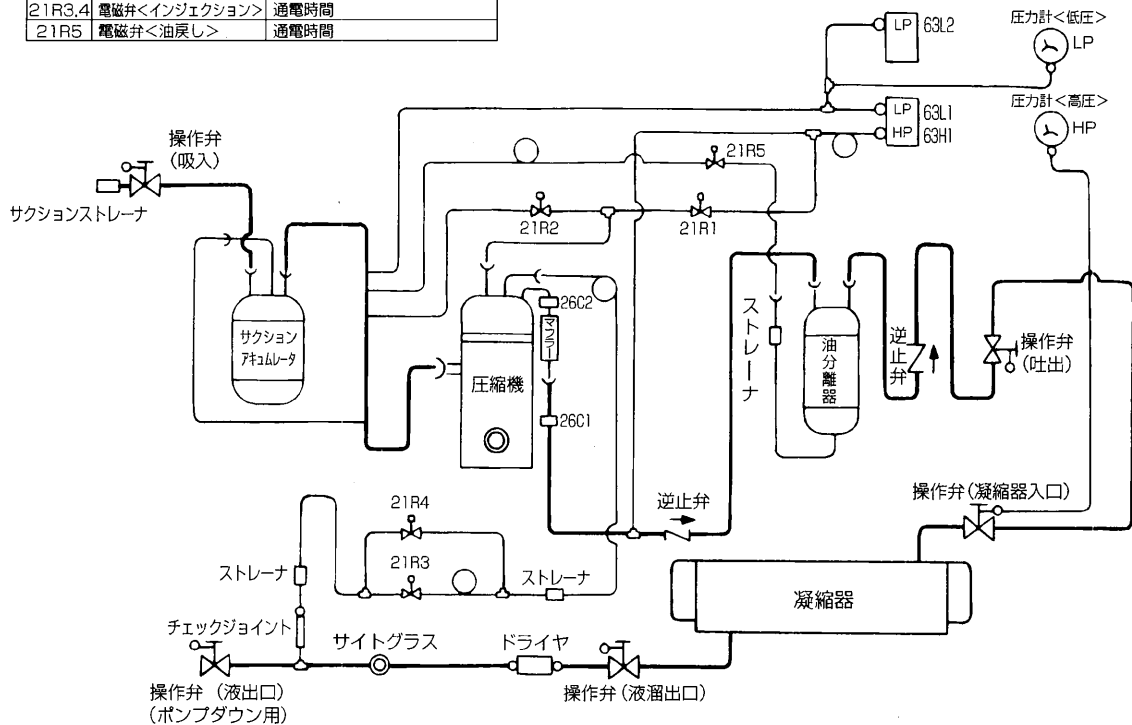 21R3,4 電磁弁<インジェクション> 通電時間
21R5 電磁弁<油戻し> 通電時間
LP 63L2
圧力計<低圧>
LP
LP 63L1
HP 63H1
圧力計<高圧>
HP
操作弁
(吸入)
サクションストレーナ
21R5
21R2
21R1
サクション
アキュムレータ
圧縮機
26C2
マフラー
26C1
ストレーナ
油分離器
逆止弁
操作弁
(吐出)
21R4
21R3
ストレーナ
ストレーナ
逆止弁
操作弁(凝縮器入口)
凝縮器
チェックジョイント
サイトグラス
ドライヤ
操作弁 (液出口)
(ポンプダウン用)
操作弁(液溜出口)